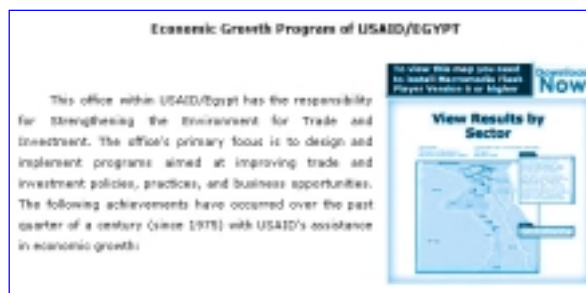 Economic Growth Program of USAID/EGYPT
To view this map you need
to install Macromedia Flash
Player Version 6 or higher
Download
Now
This office within USAID/Egypt has the responsibility
for Strengthening the Environment for Trade and
Investment. The office's primary focus is to design and
implement programs aimed at improving trade and
investment policies, practices, and business opportunities.
The following achievements have occurred over the past
quarter of a century (since 1975) with USAID's assistance
in economic growth:
View Results by
Sector